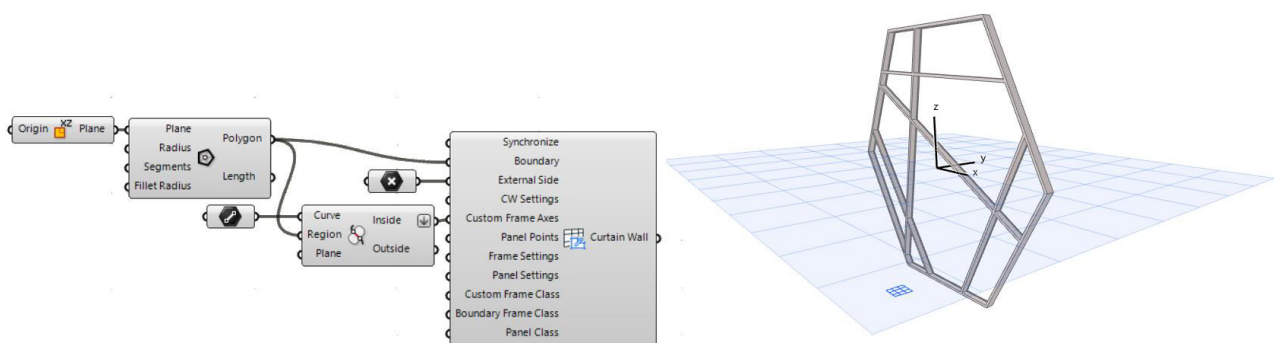 Origin XZ Plane
Plane
Radius
Segments
Fillet Radius
Polygon
Length
Curve
Region
Plane
Inside
Outside
Synchronize
Boundary
External Side
CW Settings
Custom Frame Axes
Panel Points
Frame Settings
Panel Settings
Custom Frame Class
Boundary Frame Class
Panel Class
Curtain Wall
z
y
x